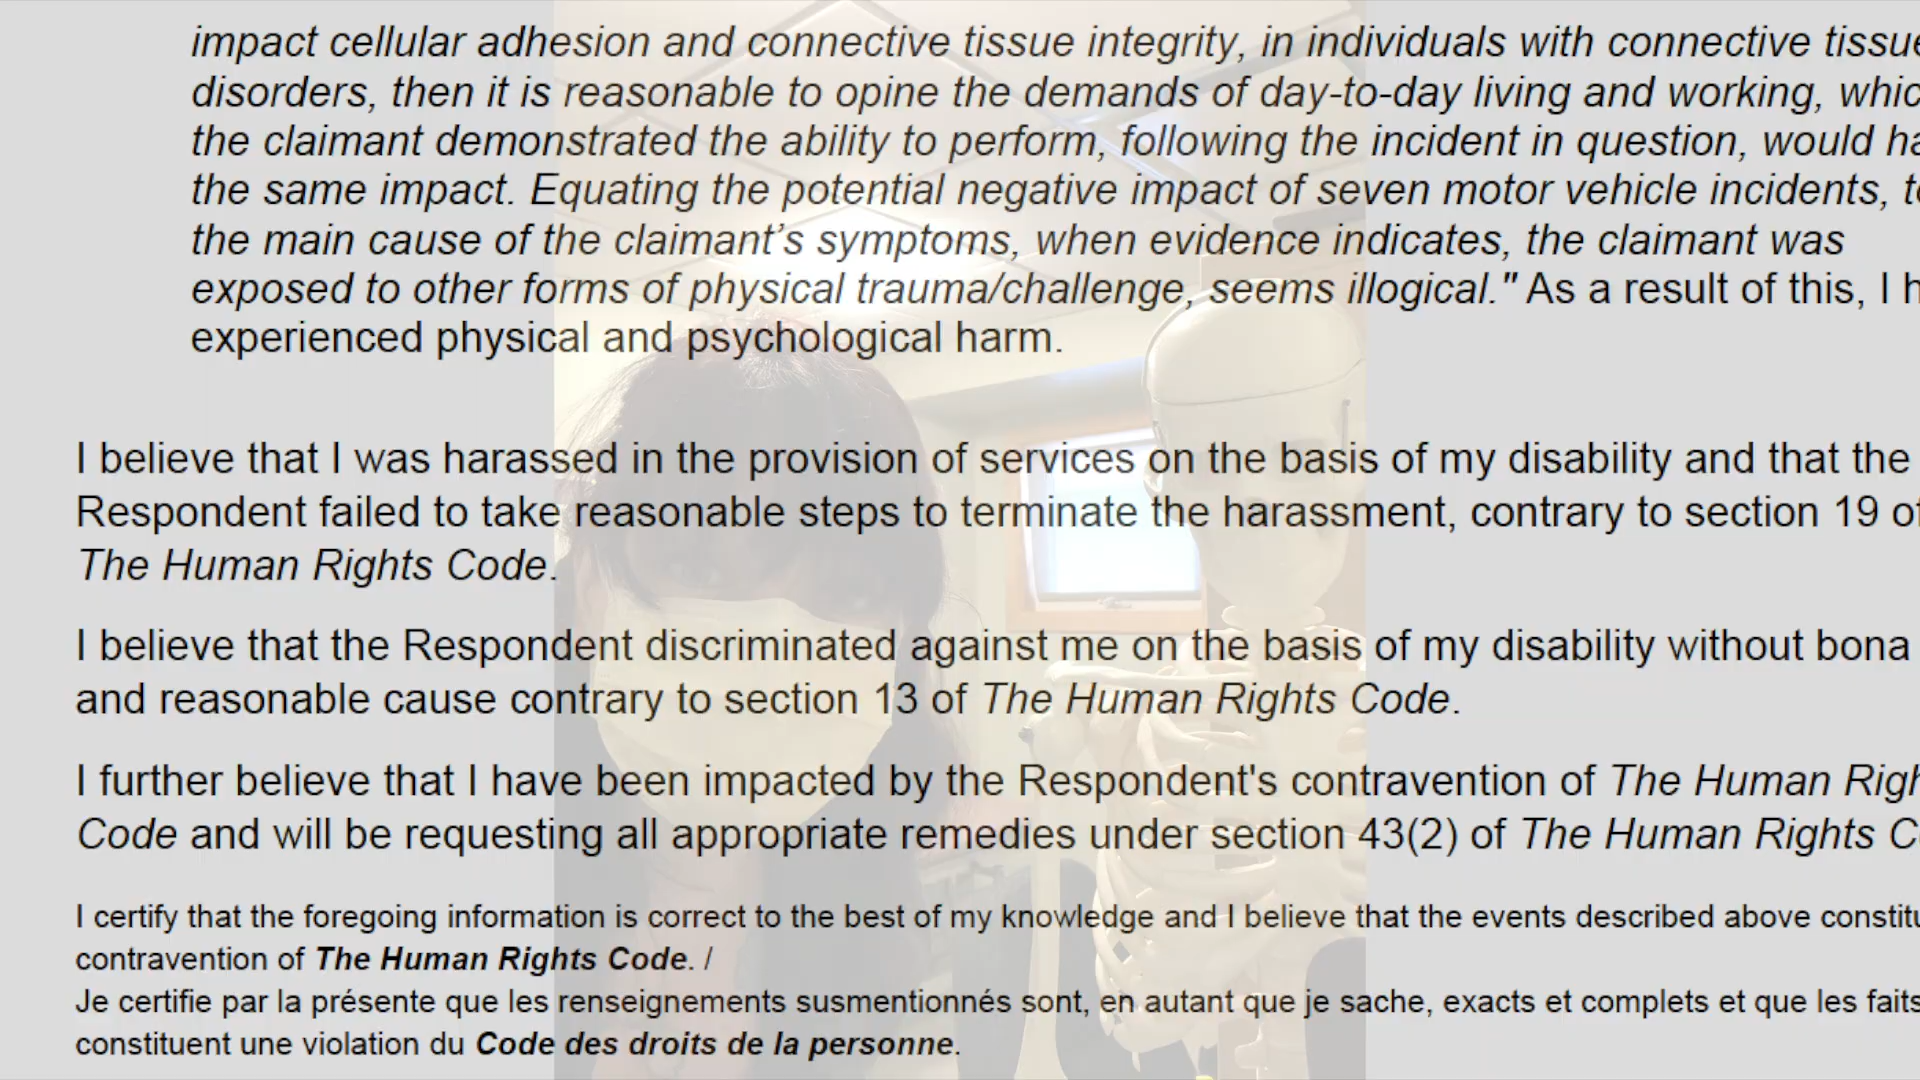 impact cellular adhesion and connective tissue integrity, in individuals with connective tissue
disorders, then it is reasonable to opine the demands of day-to-day living and working,
the claimant demonstrated the ability to perform, following the incident in question, would
the same impact. Equating the potential negative impact of seven motor vehicle incidents,
the main cause of the claimant’s symptoms, when evidence indicates, the claimant was
exposed to other forms of physical trauma/challenge, seems illogical." As a result of this, I
experienced physical and psychological harm.
I believe that I was harassed in the provision of services on the basis of my disability and that the
Respondent failed to take reasonable steps to terminate the harassment, contrary to section 19 of
The Human Rights Code.
I believe that the Respondent discriminated against me on the basis of my disability without bona
and reasonable cause contrary to section 13 of The Human Rights Code.
I further believe that I have been impacted by the Respondent's contravention of The Human
Code and will be requesting all appropriate remedies under section 43(2) of The Human Rights
I certify that the foregoing information is correct to the best of my knowledge and I believe that the events described above
contravention of The Human Rights Code. /
Je certifie par la présente que les renseignements susmentionnés sont, en autant que je sache, exacts et complets et que les faits
constituent une violation du Code des droits de la personne.